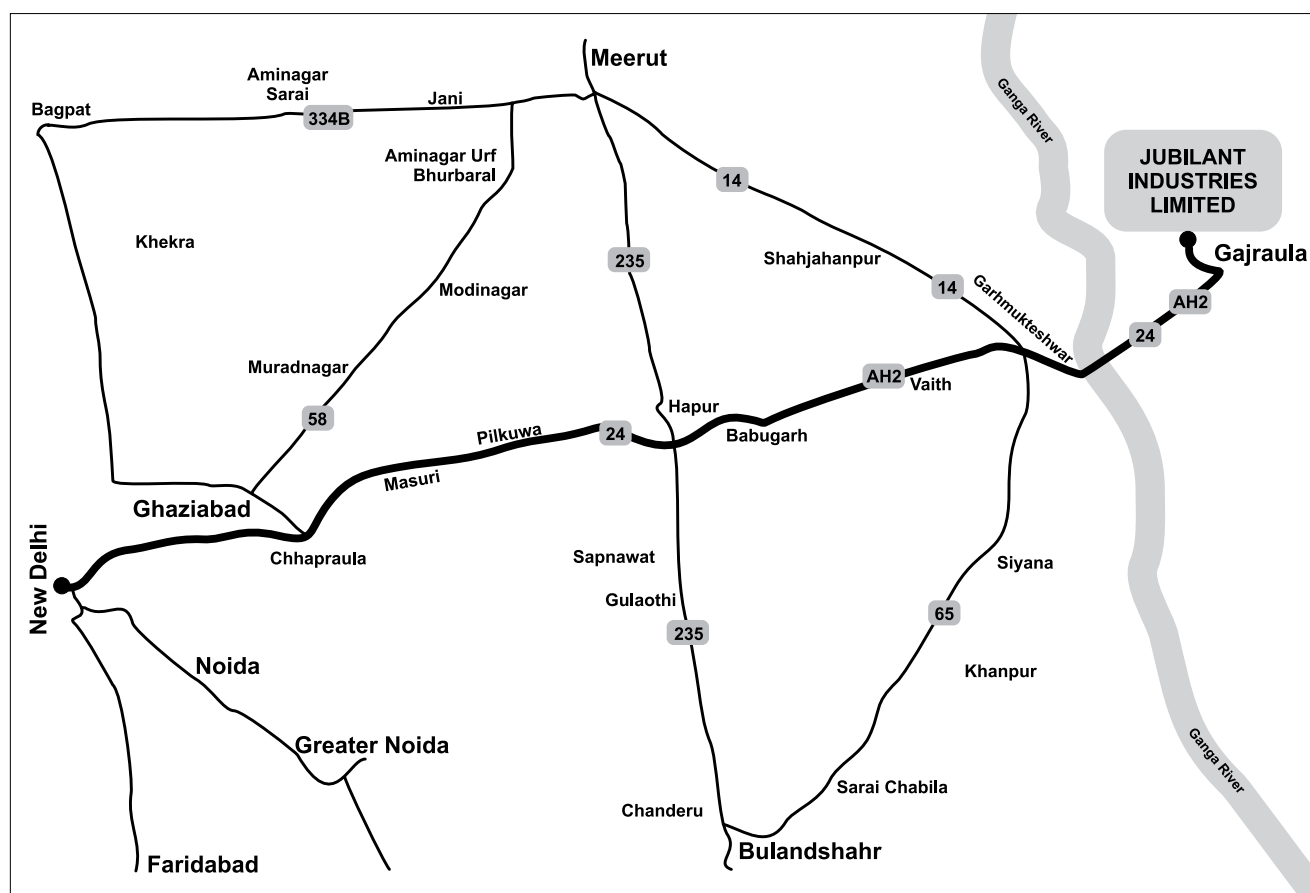 Meerut
Aminagar
Sarai
Jani
Bagpat
334B
Ganga River
Aminagar Urf
Bhurbaral
JUBILANT
INDUSTRIES
LIMITED
14
Khekra
235
Shahjahanpur
Gajraula
Modinagar
14
Garhmukteshwar
AH2
24
Muradnagar
AH2
Vaith
58
Hapur
Pilkuwa
24
Babugarh
Masuri
Ghaziabad
Chhapraula
Sapnawat
Siyana
New Delhi
Gulaothi
65
235
Noida
Khanpur
Greater Noida
Ganga River
Sarai Chabila
Chanderu
Bulandshahr
Faridabad